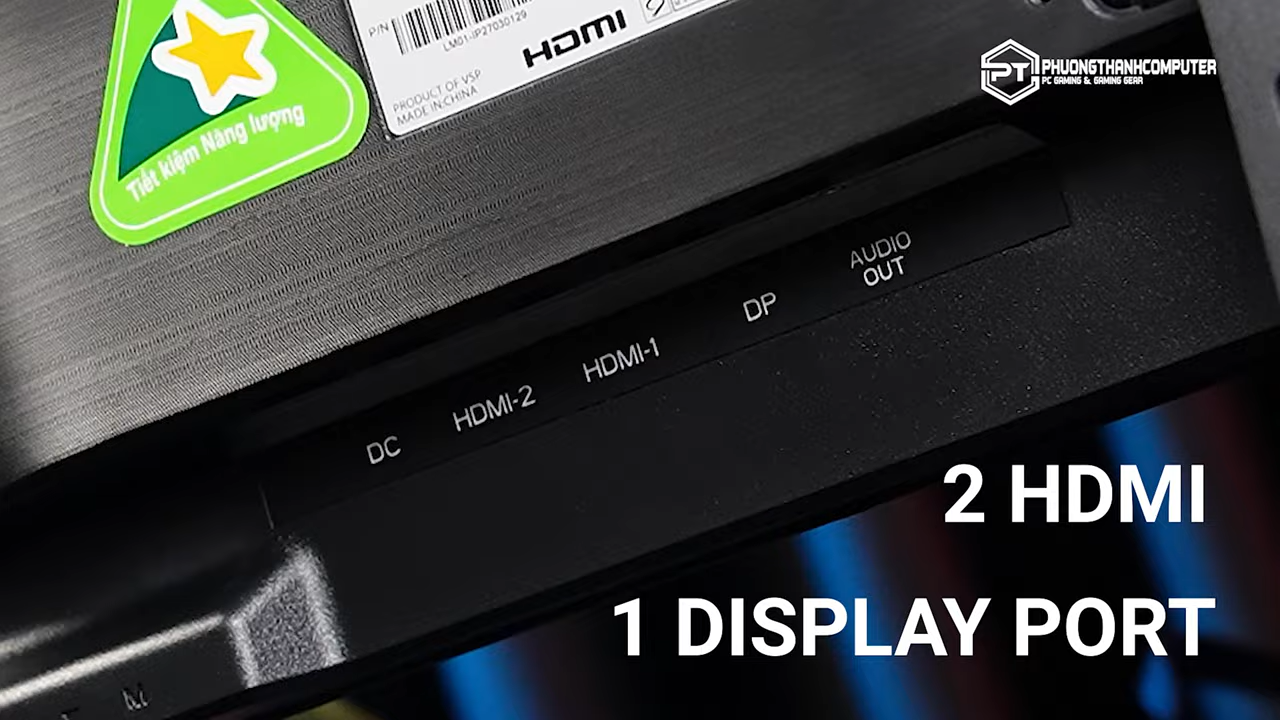 P/N
LM01-IP27030129
HDMI
PRODUCT OF VSP
MADE IN:CHINA
PT
PHUONGTHANHCOMPUTER
PC GAMING & GAMING GEAR
Tiết kiệm Năng lượng
DC
HDMI-2
HDMI-1
DP
AUDIO
OUT
2 HDMI
1 DISPLAY PORT